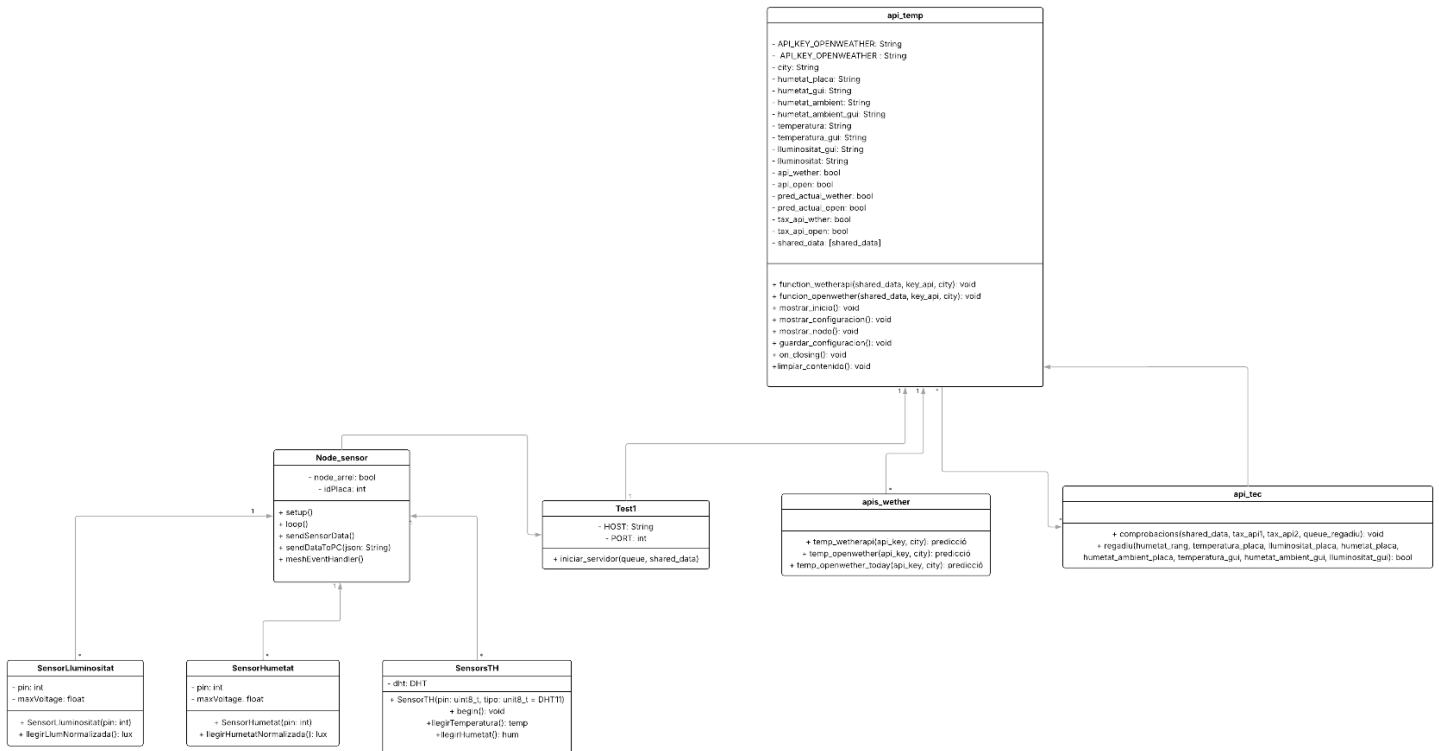 api_temp
- API_KEY_OPENWEATHER: String
- API_KEY_OPENWEATHER : String
- city: String
- humetat_placa: String
- humetat_gui: String
- humetat_ambient: String
- humetat_ambient_gui: String
- temperatura: String
- temperatura_gui: String
- lluminositat_gui: String
- lluminositat: String
- api_wether: bool
- api_open: bool
- pred_actual_wether: bool
- pred_actual_open: bool
- tax_api_wther: bool
- tax_api_open: bool
- shared_data: [shared_data]
+ function_wetherapi(shared_data, key_api, city): void
+ funcion_openwether(shared_data, key_api, city): void
+ mostrar_inicio(): void
+ mostrar_configuracion(): void
+ mostrar_nodo(): void
+ guardar_configuracion(): void
+ on_closing(): void
+limpiar_contenido(): void
1
1
*
Node_sensor
- node_arrel: bool
- idPlaca: int
+ setup()
+ loop()
+ sendSensorData()
+ sendDataToPC(json: String)
+ meshEventHandler()
1
1
1
1
Test1
- HOST: String
- PORT: int
+ iniciar_servidor(queue, shared_data)
*
apis_wether
+ temp_wetherapi(api_key, city): predicció
+ temp_openwether(api_key, city): predicció
+ temp_openwether_today(api_key, city): predicció
*
api_tec
+ comprobacions(shared_data, tax_api1, tax_api2, queue_regadiu): void
+ regadiu(humetat_rang, temperatura_placa, lluminositat_placa, humetat_placa,
humetat_ambient_placa, temperatura_gui, humetat_ambient_gui, lluminositat_gui): bool
*
*
*
SensorLluminositat
- pin: int
- maxVoltage: float
+ SensorLluminositat(pin: int)
+ llegirLlumNormalizada(): lux
SensorHumetat
- pin: int
- maxVoltage: float
+ SensorHumetat(pin: int)
+ llegirHumetatNormalizada(): lux
SensorsTH
- dht: DHT
+ SensorTH(pin: uint8_t, tipo: unit8_t = DHT11)
+ begin(): void
+llegirTemperatura(): temp
+llegirHumetat(): hum